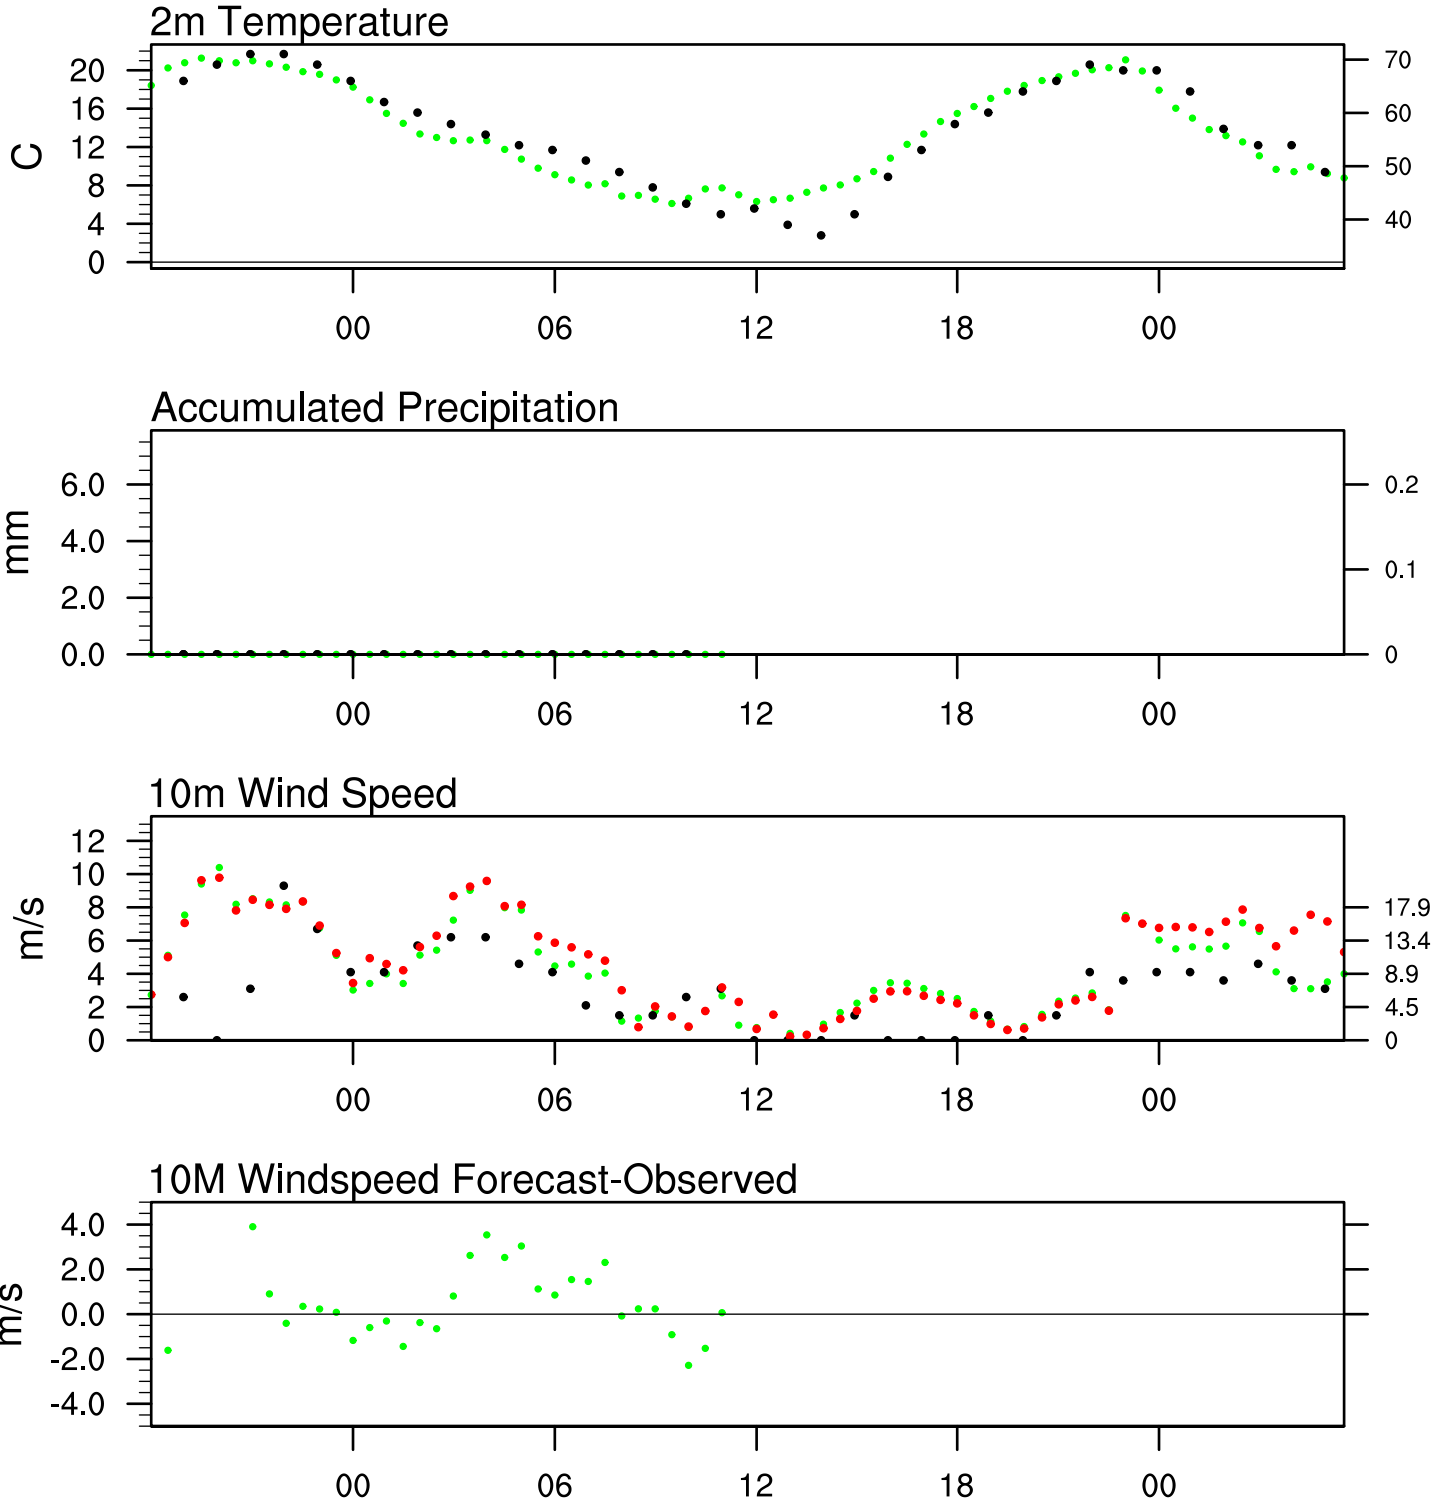 2m Temperature
20
16
12
8
4
0
C
70
60
50
40
00 06 12 18 00
Accumulated Precipitation
6.0
4.0
2.0
0.0
mm
0.2
0.1
0
00 06 12 18 00
10m Wind Speed
12
10
8
6
4
2
0
m/s
17.9
13.4
8.9
4.5
0
00 06 12 18 00
10M Windspeed Forecast-Observed
4.0
2.0
0.0
-2.0
-4.0
m/s
00 06 12 18 00